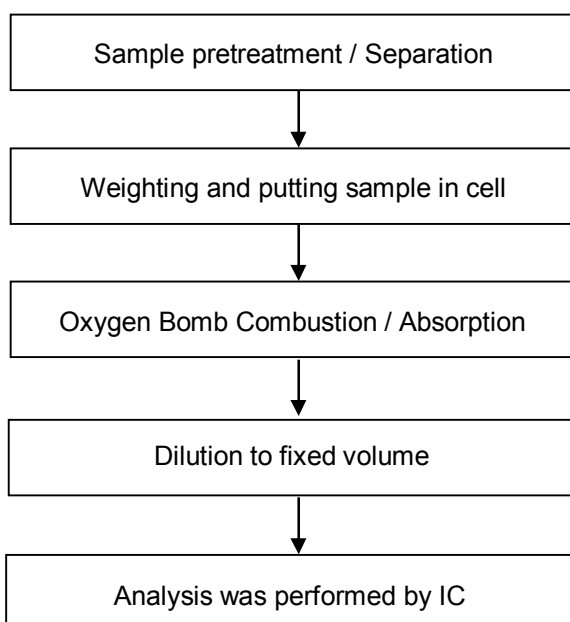 Sample pretreatment / Separation
Weighting and putting sample in cell
Oxygen Bomb Combustion / Absorption
Dilution to fixed volume
Analysis was performed by IC